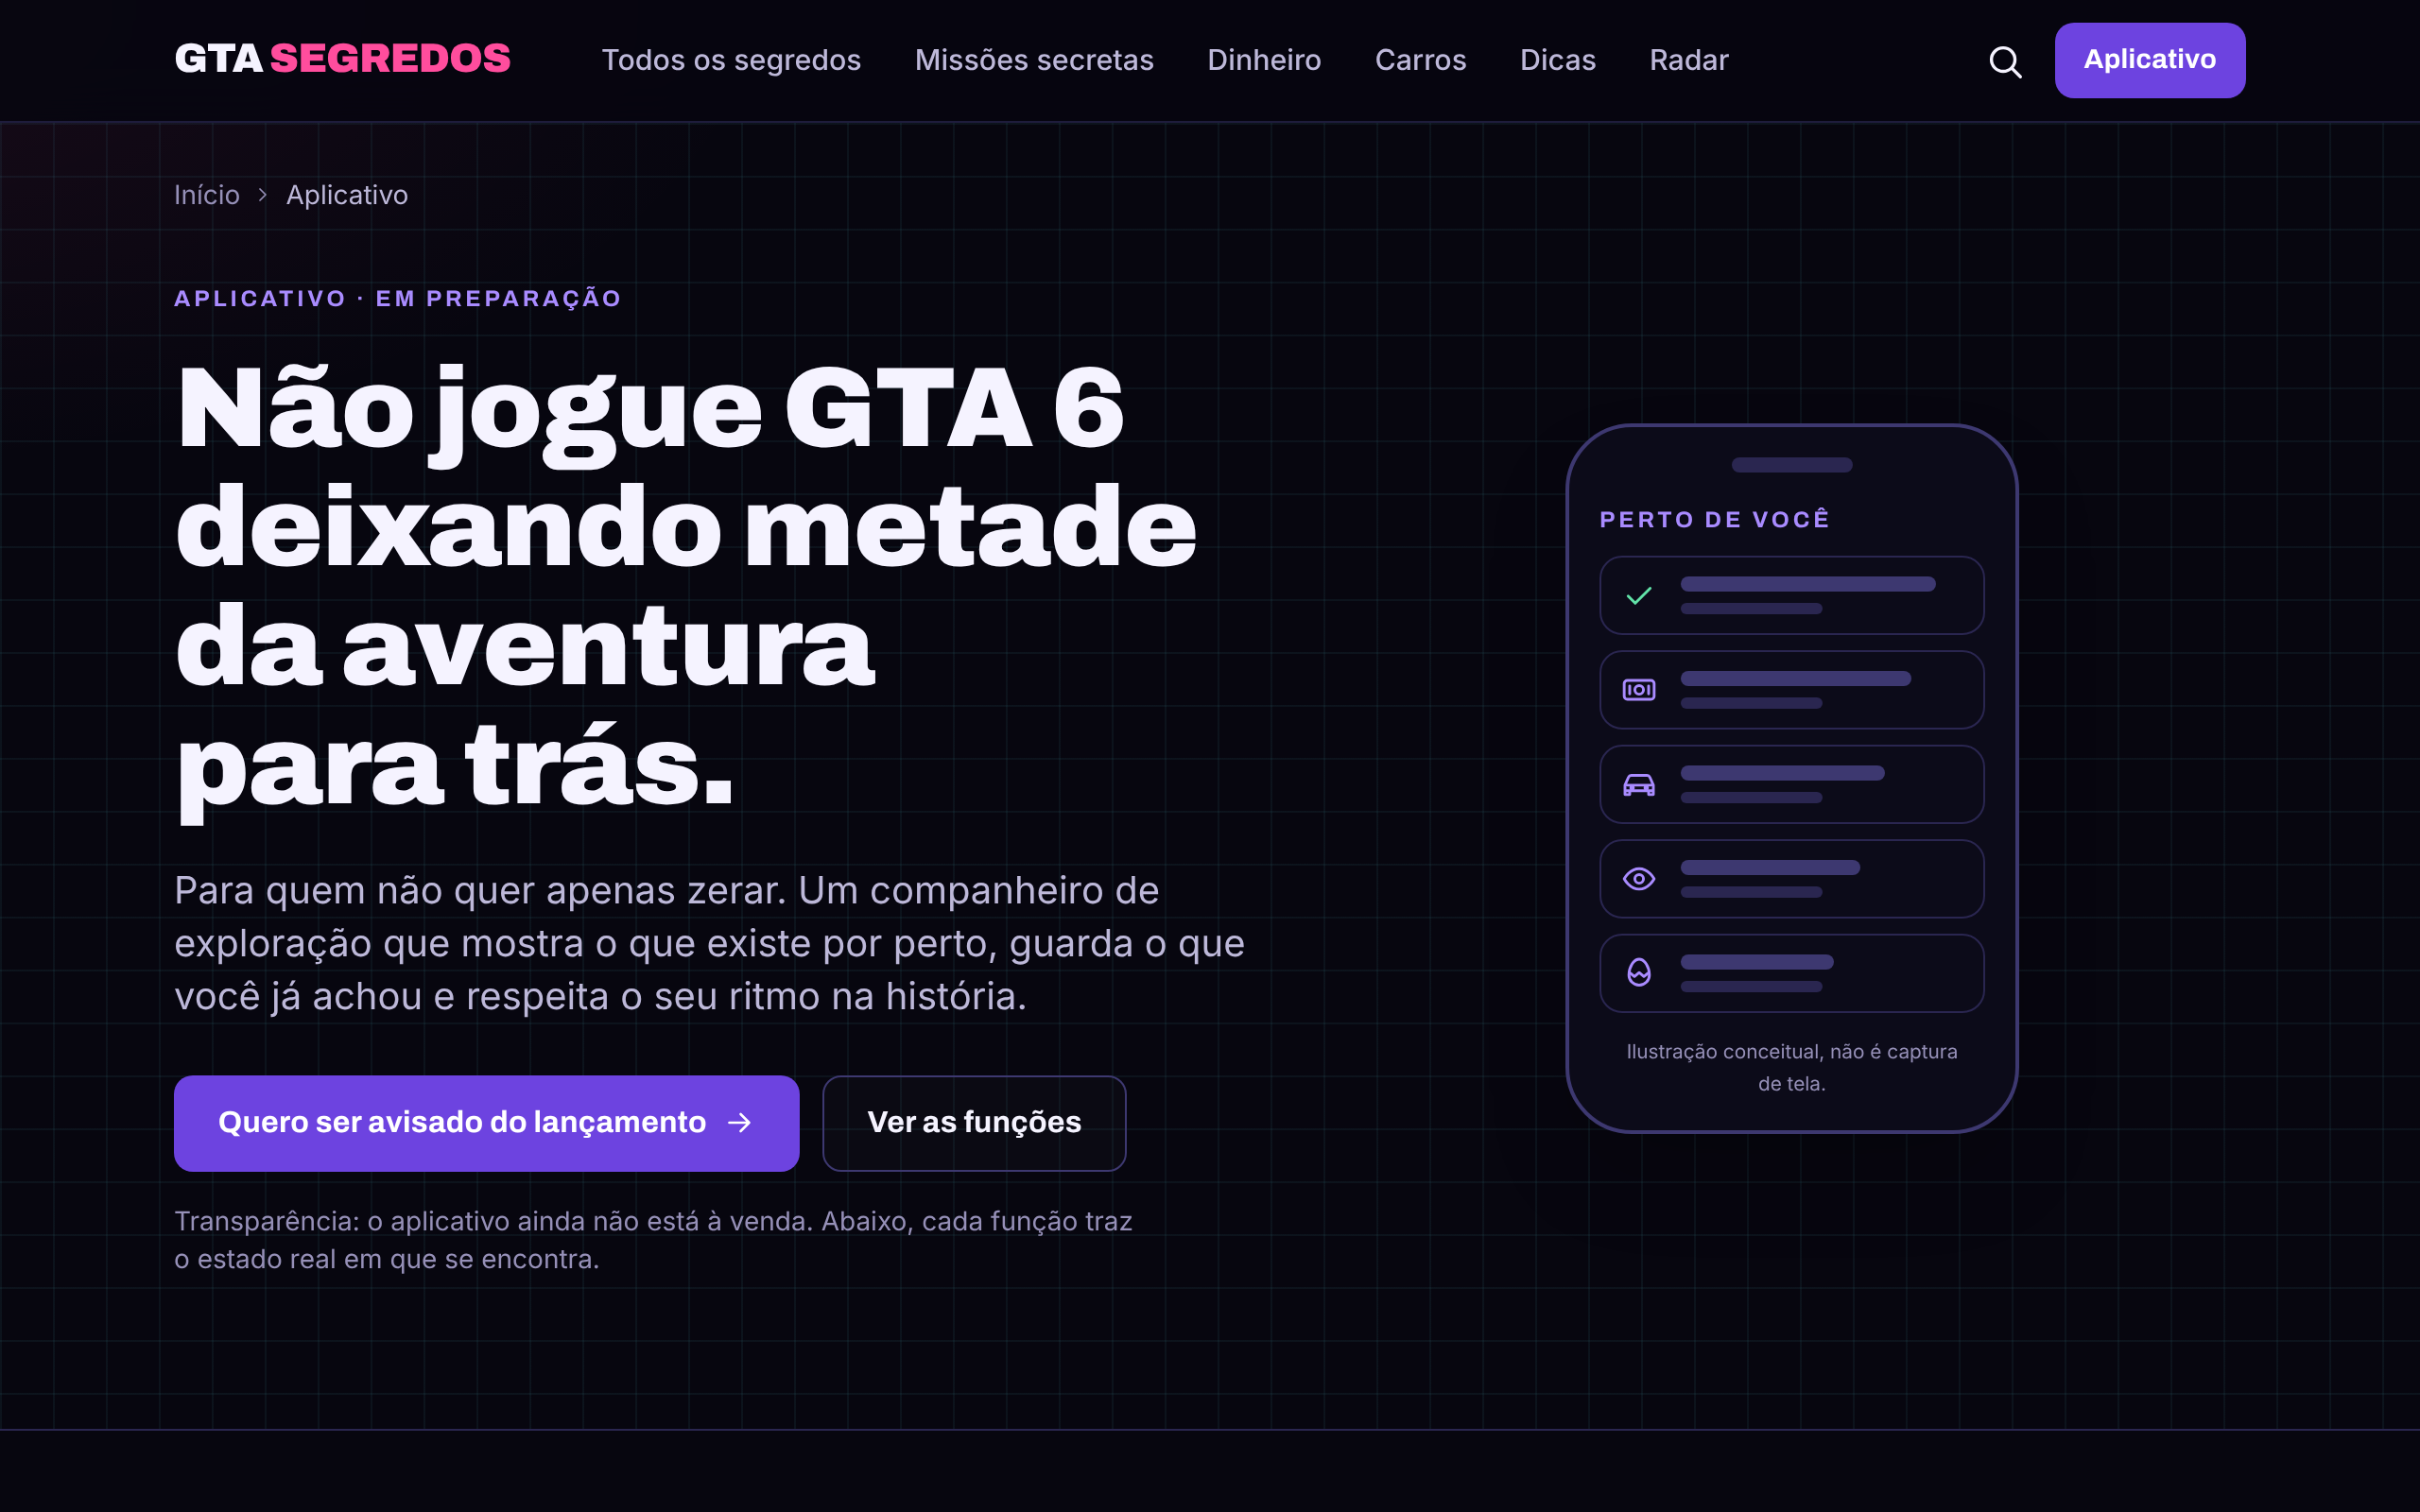 GTA SEGREDOS
Todos os segredos
Missões secretas
Dinheiro
Carros
Dicas
Radar
Aplicativo
Início
Aplicativo
APLICATIVO · EM PREPARAÇÃO
Não jogue GTA 6
deixando metade
da aventura
para trás.
Para quem não quer apenas zerar. Um companheiro de
exploração que mostra o que existe por perto, guarda o que
você já achou e respeita o seu ritmo na história.
Quero ser avisado do lançamento
Ver as funções
Transparência: o aplicativo ainda não está à venda. Abaixo, cada função traz
o estado real em que se encontra.
PERTO DE VOCÊ
Ilustração conceitual, não é captura
de tela.